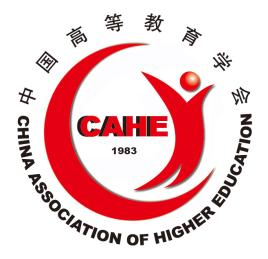 中国高等教育学会
CAHE
1983
CHINA ASSOCIATION OF HIGHER EDUCATION